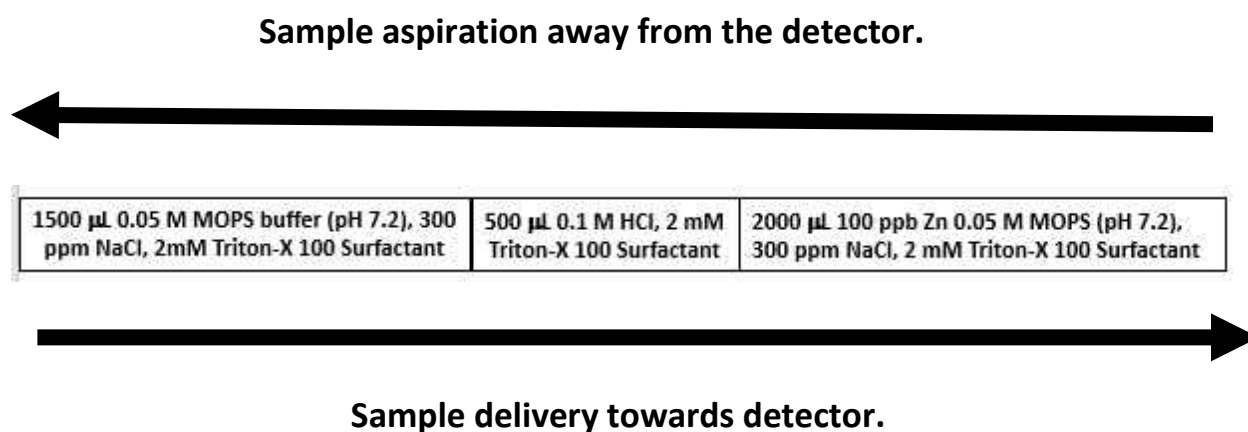 Sample aspiration away from the detector.
1500 µL 0.05 M MOPS buffer (pH 7.2), 300
ppm NaCl, 2mM Triton-X 100 Surfactant
500 µL 0.1 M HCl, 2 mM
Triton-X 100 Surfactant
2000 µL 100 ppb Zn 0.05 M MOPS (pH 7.2),
300 ppm NaCl, 2 mM Triton-X 100 Surfactant
Sample delivery towards detector.